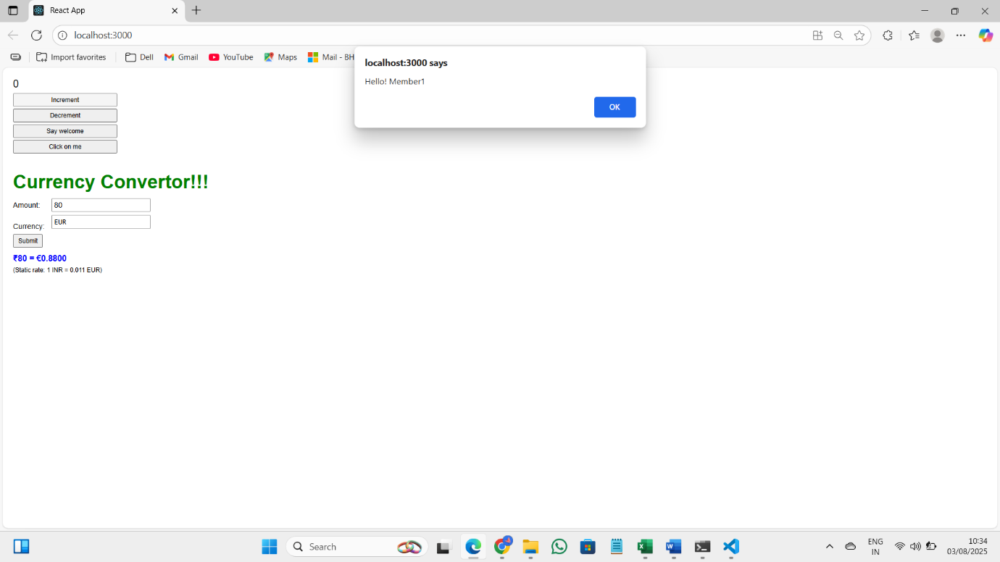 React App
localhost:3000
Import favorites
Dell
Gmail
YouTube
Maps
Mail - BH
localhost:3000 says
Hello! Member1
OK
0
Increment
Decrement
Say welcome
Click on me
Currency Convertor!!!
Amount: 80
Currency: EUR
Submit
₹80 = €0.8800
(Static rate: 1 INR = 0.011 EUR)
Search
4
ENG
IN
10:34
03/08/2025